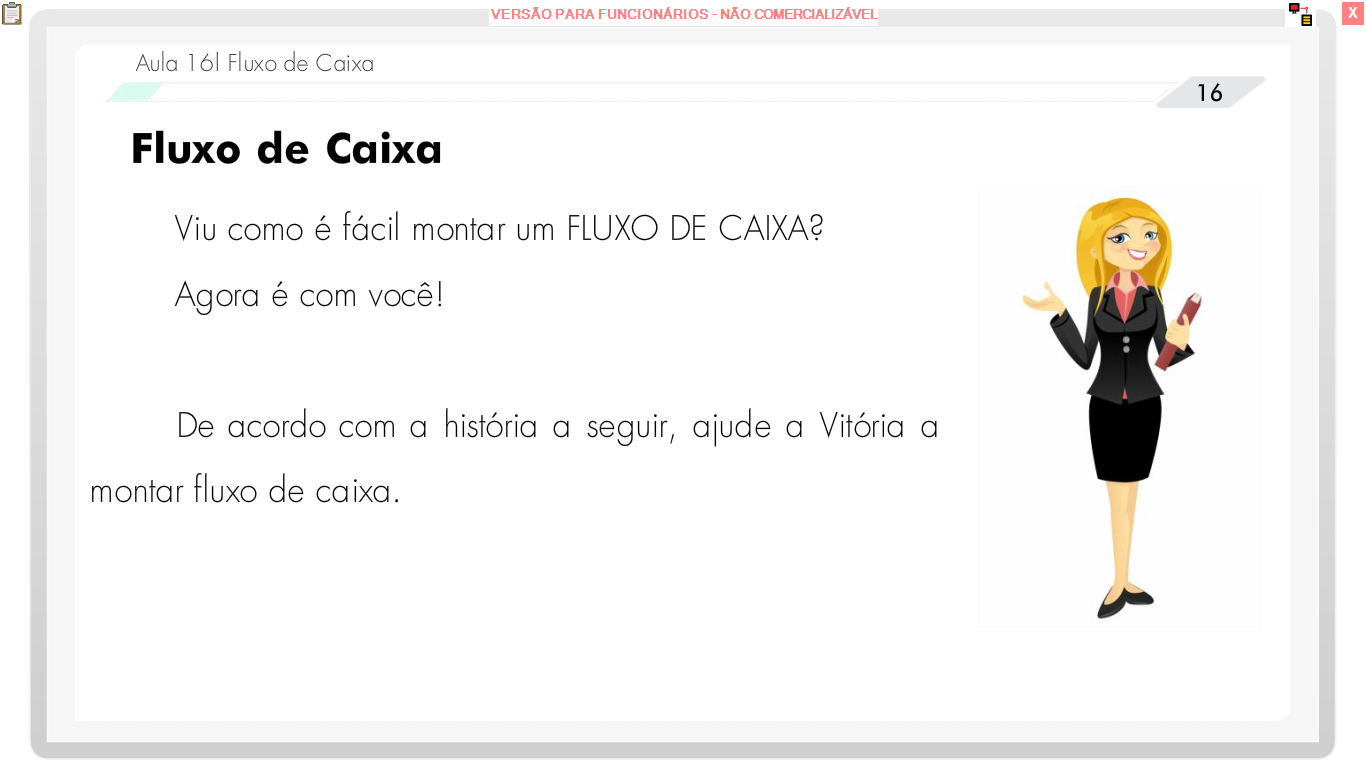 VERSÃO PARA FUNCIONÁRIOS - NÃO COMERCIALIZÁVEL
X
Aula 16l Fluxo de Caixa
16
Fluxo de Caixa
Viu como é fácil montar um FLUXO DE CAIXA?
Agora é com você!
De acordo com a história a seguir, ajude a Vitória a
montar fluxo de caixa.